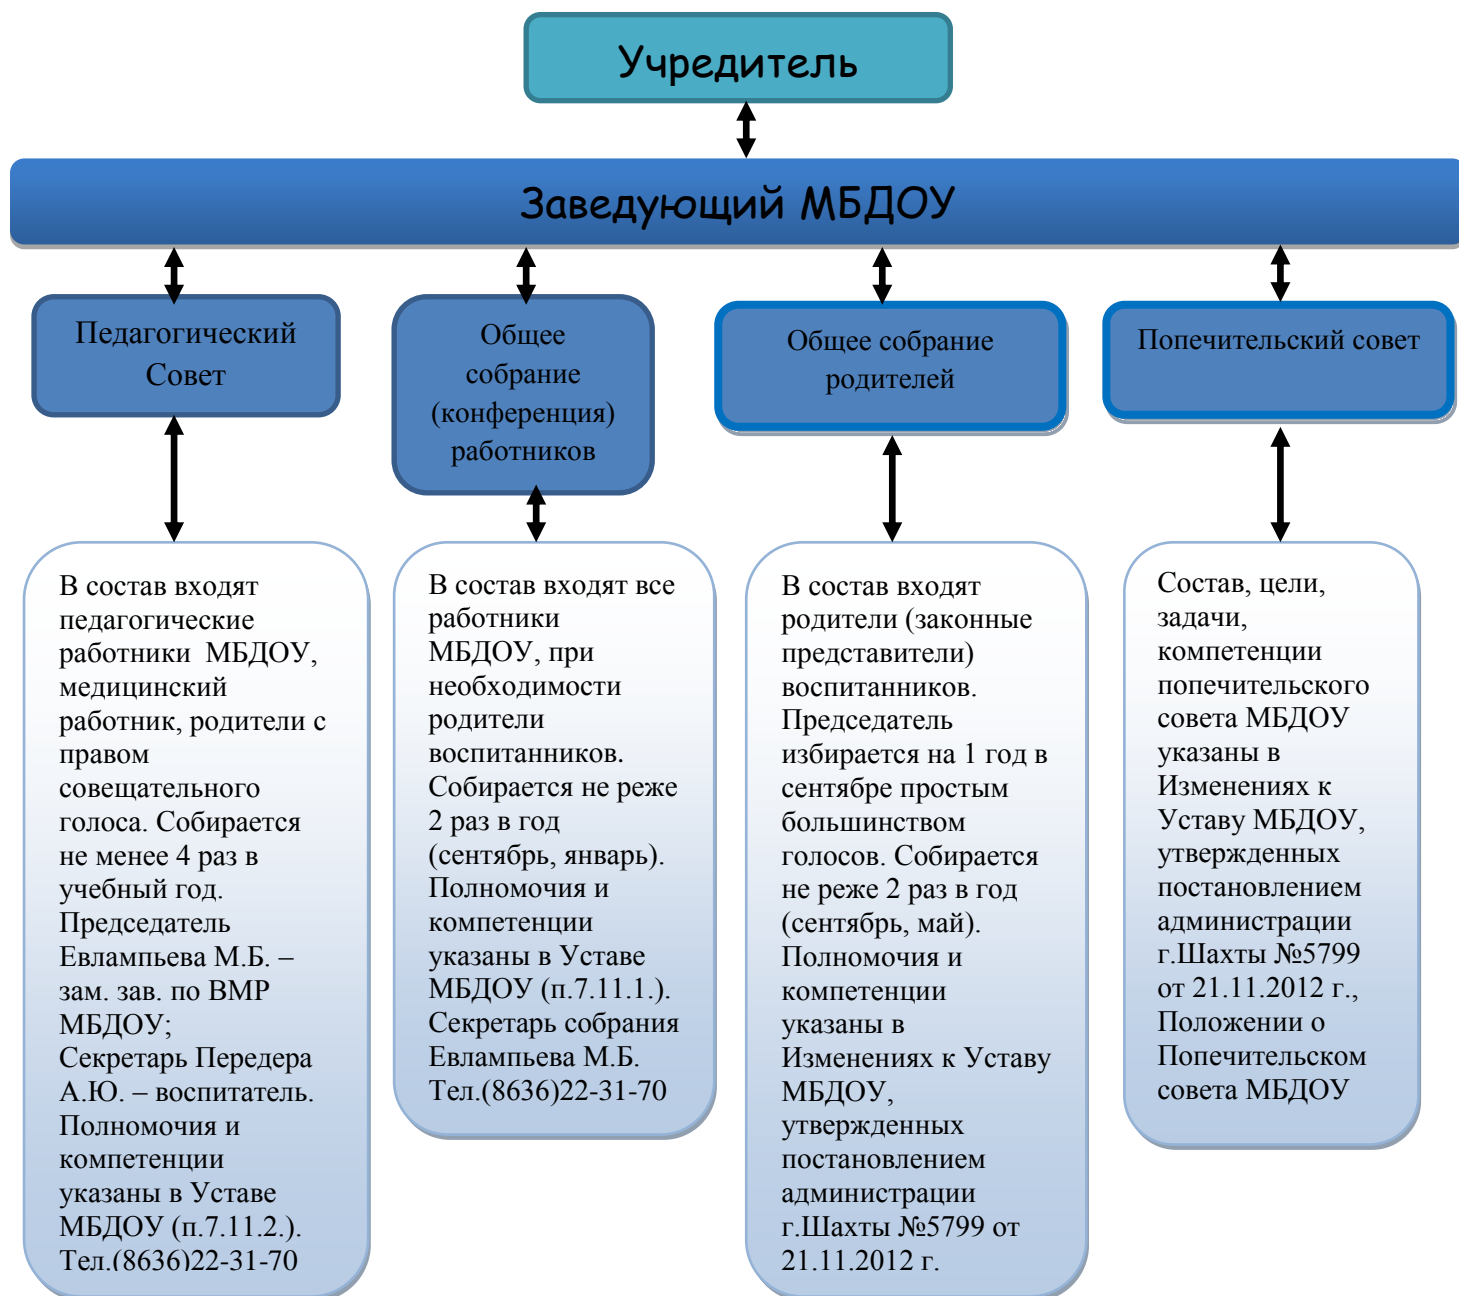 Учредитель
Заведующий МБДОУ
Педагогический
Совет
Общее
собрание
(конференция)
работников
Общее собрание
родителей
Попечительский совет
В состав входят
педагогические
работники МБДОУ,
медицинский
работник, родители с
правом
совещательного
голоса. Собирается
не менее 4 раз в
учебный год.
Председатель
Евлампьева М.Б. –
зам. зав. по ВМР
МБДОУ;
Секретарь Передера
А.Ю. – воспитатель.
Полномочия и
компетенции
указаны в Уставе
МБДОУ (п.7.11.2.).
Тел.(8636)22-31-70
В состав входят все
работники
МБДОУ, при
необходимости
родители
воспитанников.
Собирается не реже
2 раз в год
(сентябрь, январь).
Полномочия и
компетенции
указаны в Уставе
МБДОУ (п.7.11.1.).
Секретарь собрания
Евлампьева М.Б.
Тел.(8636)22-31-70
В состав входят
родители (законные
представители)
воспитанников.
Председатель
избирается на 1 год в
сентябре простым
большинством
голосов. Собирается
не реже 2 раз в год
(сентябрь, май).
Полномочия и
компетенции
указаны в
Изменениях к Уставу
МБДОУ,
утвержденных
постановлением
администрации
г.Шахты №5799 от
21.11.2012 г.
Состав, цели,
задачи,
компетенции
попечительского
совета МБДОУ
указаны в
Изменениях к
Уставу МБДОУ,
утвержденных
постановлением
администрации
г.Шахты №5799
от 21.11.2012 г.,
Положении о
Попечительском
совета МБДОУ